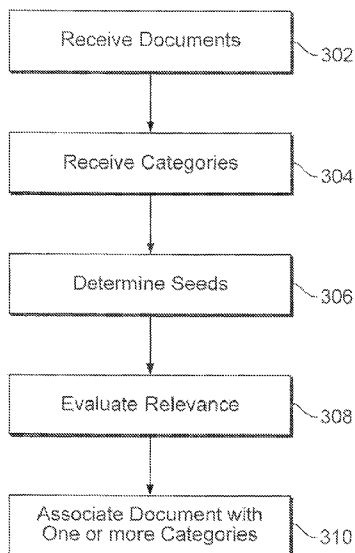 Receive Documents
302
Receive Categories
304
Determine Seeds
306
Evaluate Relevance
308
Associate Document with
One or more Categories
310